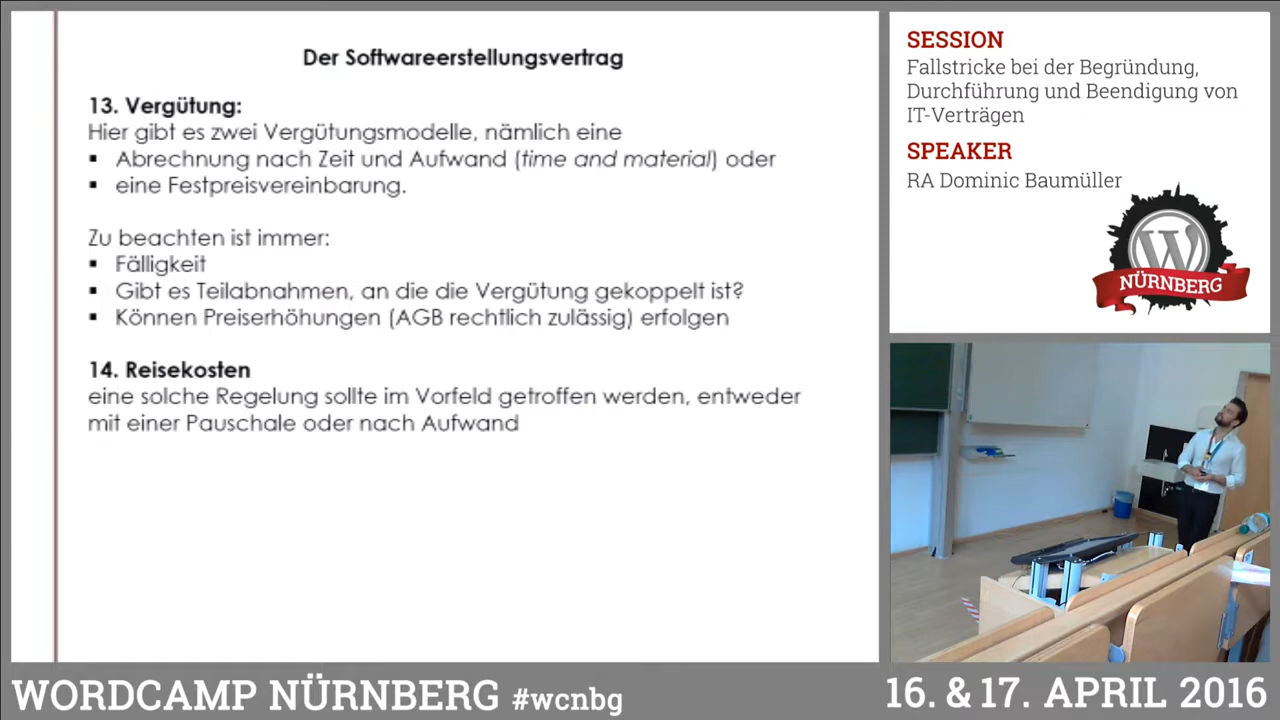 Der Softwareerstellungsvertrag
13. Vergütung:
Hier gibt es zwei Vergütungsmodelle, nämlich eine
▪ Abrechnung nach Zeit und Aufwand (time and material) oder
▪ eine Festpreisvereinbarung.
Zu beachten ist immer:
▪ Fälligkeit
▪ Gibt es Teilabnahmen, an die die Vergütung gekoppelt ist?
▪ Können Preiserhöhungen (AGB rechtlich zulässig) erfolgen
14. Reisekosten
eine solche Regelung sollte im Vorfeld getroffen werden, entweder
mit einer Pauschale oder nach Aufwand
SESSION
Fallstricke bei der Begründung,
Durchführung und Beendigung von
IT-Verträgen
SPEAKER
RA Dominic Baumüller
W
NÜRNBERG
WORDCAMP NÜRNBERG #wcnbg
16. & 17. APRIL 2016